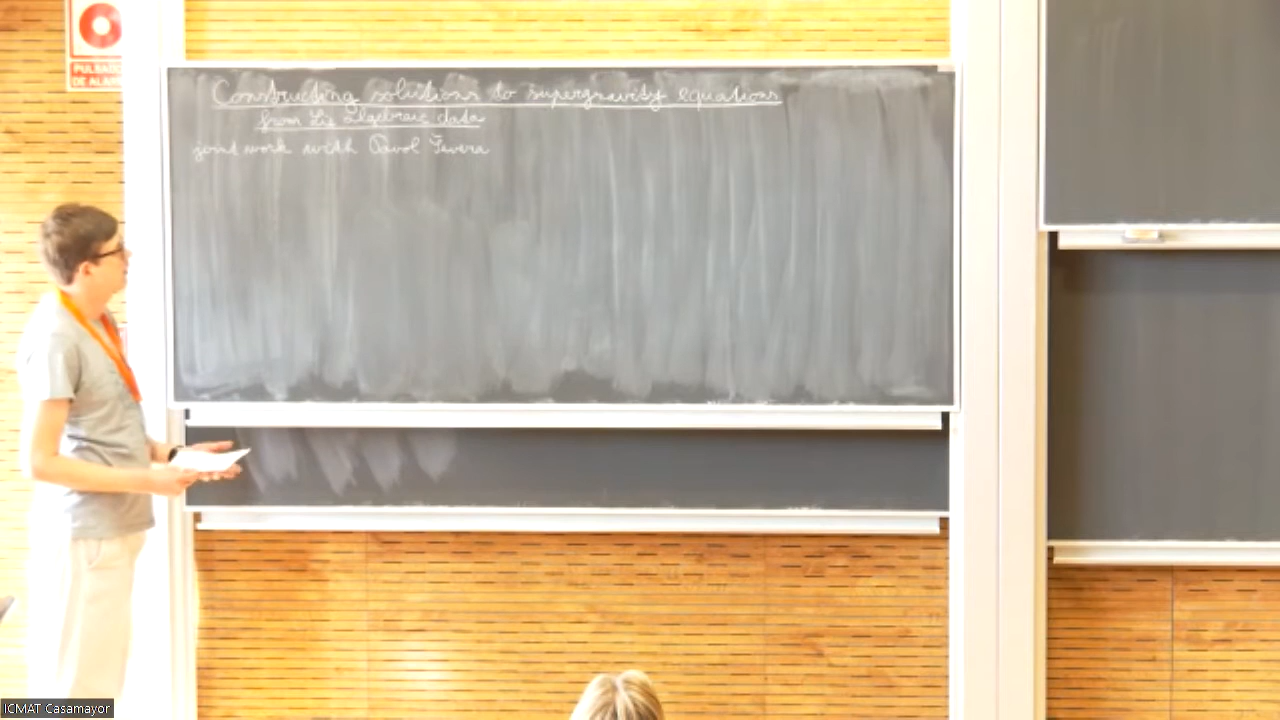 PULSADOR
DE ALARMA
Constructing solutions to supergravity equations
from Lie algebraic data
joint work with Pavol Ševera
ICMAT Casamayor